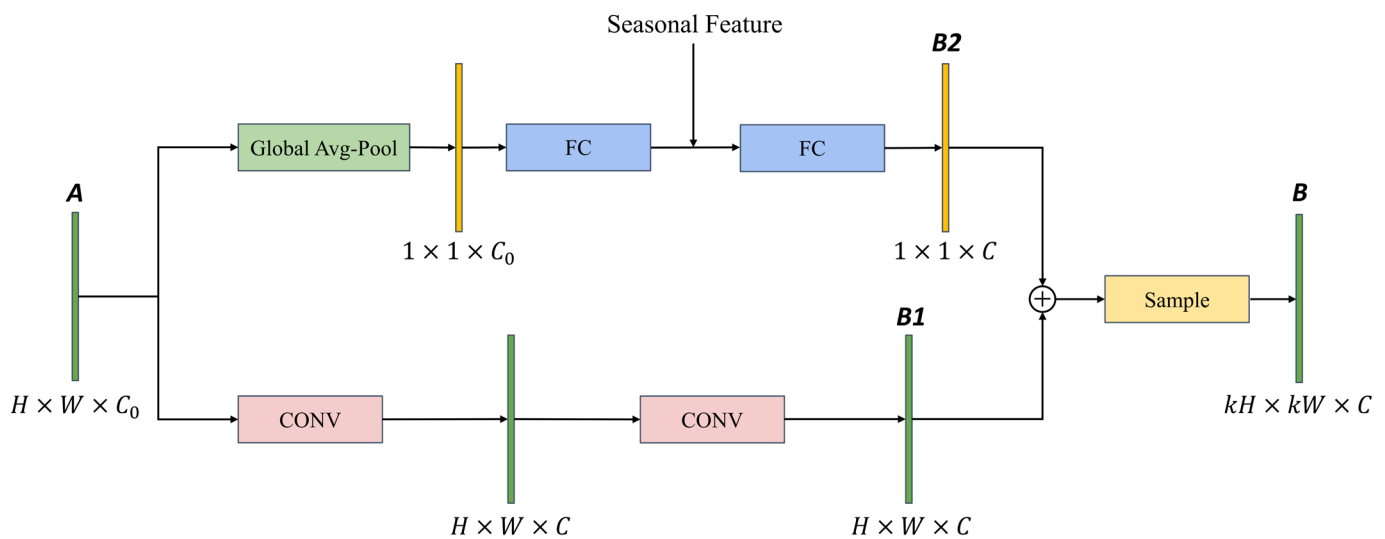 Seasonal Feature
B2
Global Avg-Pool
FC
FC
A
B
1 × 1 × C₀
1 × 1 × C
Sample
B1
H × W × C₀
kH × kW × C
CONV
CONV
H × W × C
H × W × C